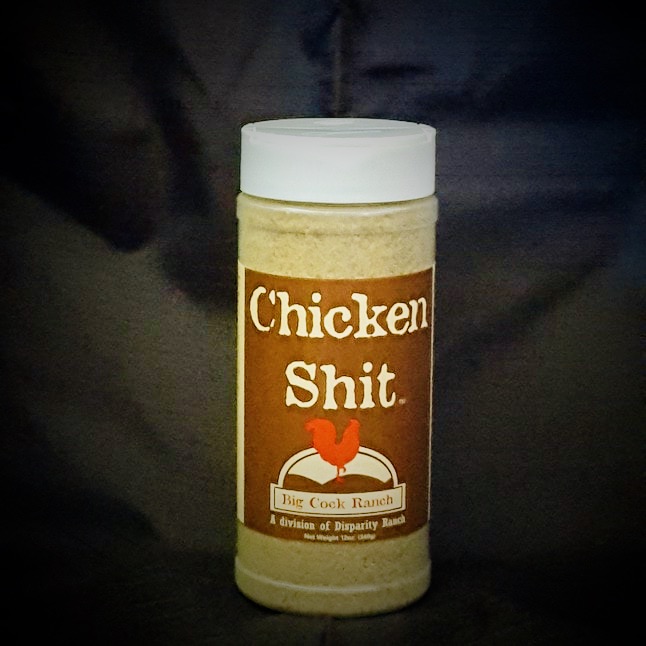 Chicken
Shit™
Big Cock Ranch
A division of Disparity Ranch
Net Weight 12oz (340g)